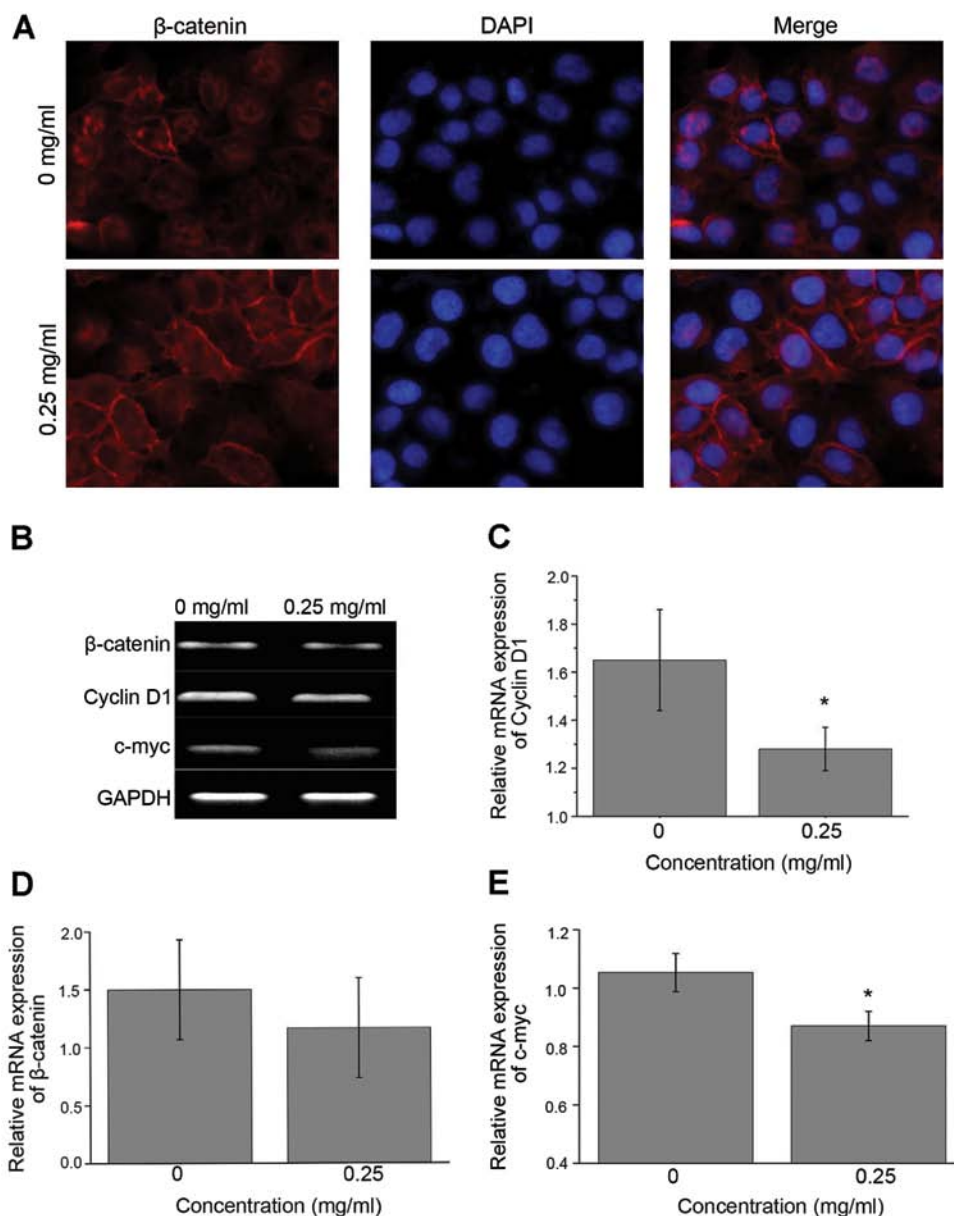 A
β-catenin
DAPI
Merge
0 mg/ml
0.25 mg/ml
B
0 mg/ml
0.25 mg/ml
β-catenin
Cyclin D1
c-myc
GAPDH
C
Relative mRNA expression
of Cyclin D1
2.0
1.8
1.6
1.4
1.2
1.0
*
0
0.25
Concentration (mg/ml)
D
Relative mRNA expression
of β-catenin
2.0
1.5
1.0
0.5
0.0
0
0.25
Concentration (mg/ml)
E
Relative mRNA expression
of c-myc
1.2
1.0
0.8
0.6
0.4
*
0
0.25
Concentration (mg/ml)